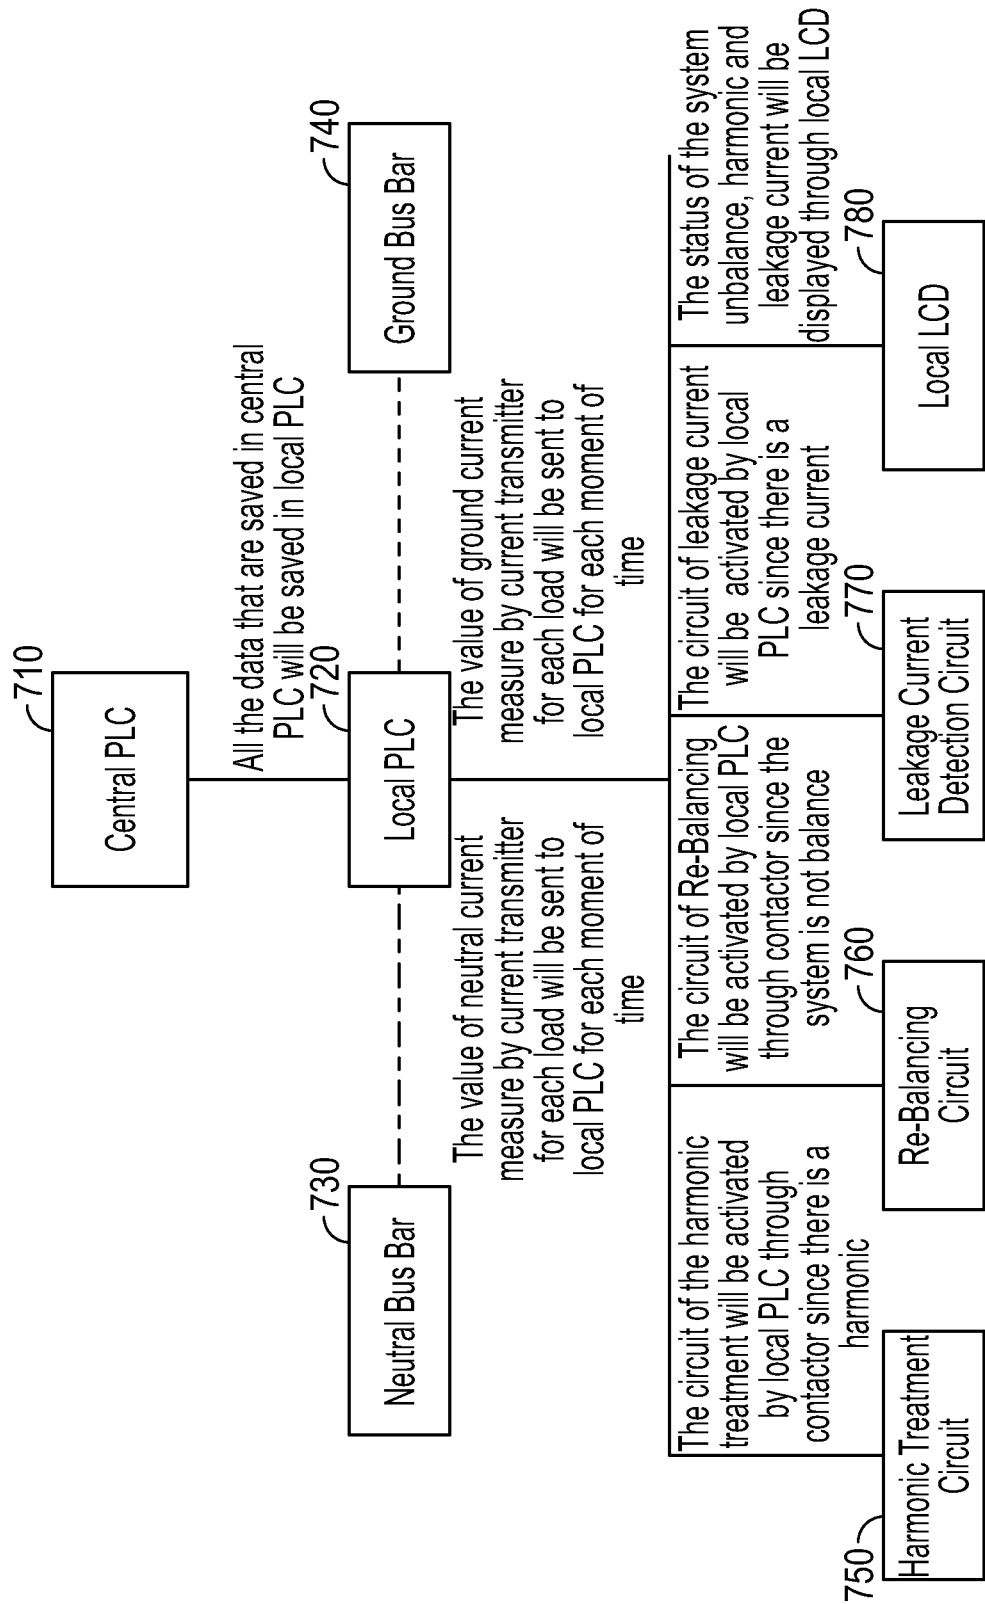 710
Central PLC
All the data that are saved in central
PLC will be saved in local PLC
730
Neutral Bus Bar
720
Local PLC
740
Ground Bus Bar
The value of neutral current
measure by current transmitter
for each load will be sent to
local PLC for each moment of
time
The value of ground current
measure by current transmitter
for each load will be sent to
local PLC for each moment of
time
The circuit of the harmonic
treatment will be activated
by local PLC through
contactor since there is a
harmonic
The circuit of Re-Balancing
will be activated by local PLC
through contactor since the
system is not balance
The circuit of leakage current
will be activated by local
PLC since there is a
leakage current
The status of the system
unbalance, harmonic and
leakage current will be
displayed through local LCD
750
Harmonic Treatment
Circuit
760
Re-Balancing
Circuit
770
Leakage Current
Detection Circuit
780
Local LCD